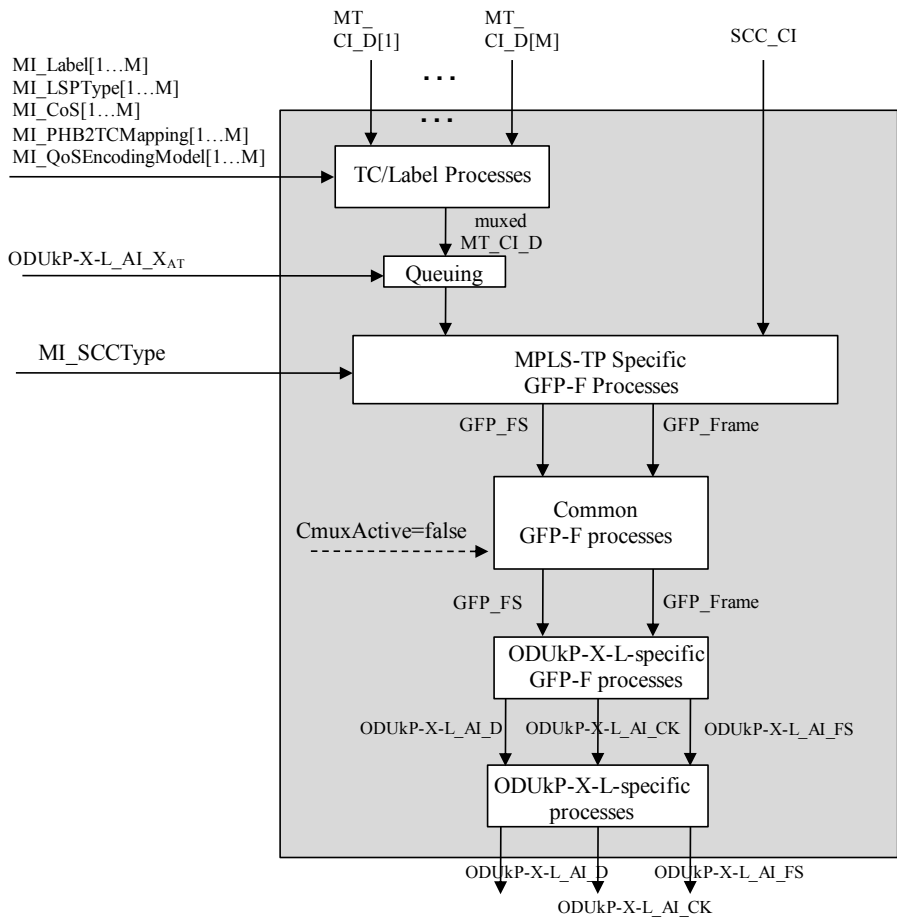 MT_
CI_D[1]
MT_
CI_D[M]
SCC_CI
...
MI_Label[1…M]
MI_LSPType[1…M]
MI_CoS[1…M]
MI_PHB2TCMapping[1…M]
MI_QoSEncodingModel[1…M]
...
TC/Label Processes
muxed
MT_CI_D
ODUkP-X-L_AI_XAT
Queuing
MI_SCCType
MPLS-TP Specific
GFP-F Processes
GFP_FS
GFP_Frame
Common
GFP-F processes
CmuxActive=false
GFP_FS
GFP_Frame
ODUkP-X-L-specific
GFP-F processes
ODUkP-X-L_AI_D
ODUkP-X-L_AI_CK
ODUkP-X-L_AI_FS
ODUkP-X-L-specific
processes
ODUkP-X-L_AI_D
ODUkP-X-L_AI_FS
ODUkP-X-L_AI_CK